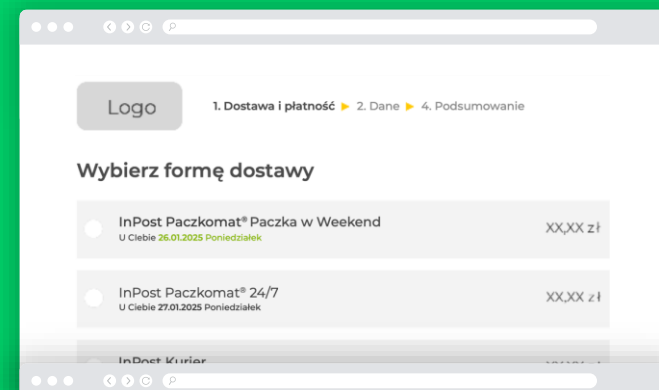 Logo
1. Dostawa i płatność ▶ 2. Dane ▶ 4. Podsumowanie
Wybierz formę dostawy
InPost Paczkomat® Paczka w Weekend
XX,XX zł
U Ciebie 26.01.2025 Poniedziałek
InPost Paczkomat® 24/7
XX,XX zł
U Ciebie 27.01.2025 Poniedziałek
InPost Kurier